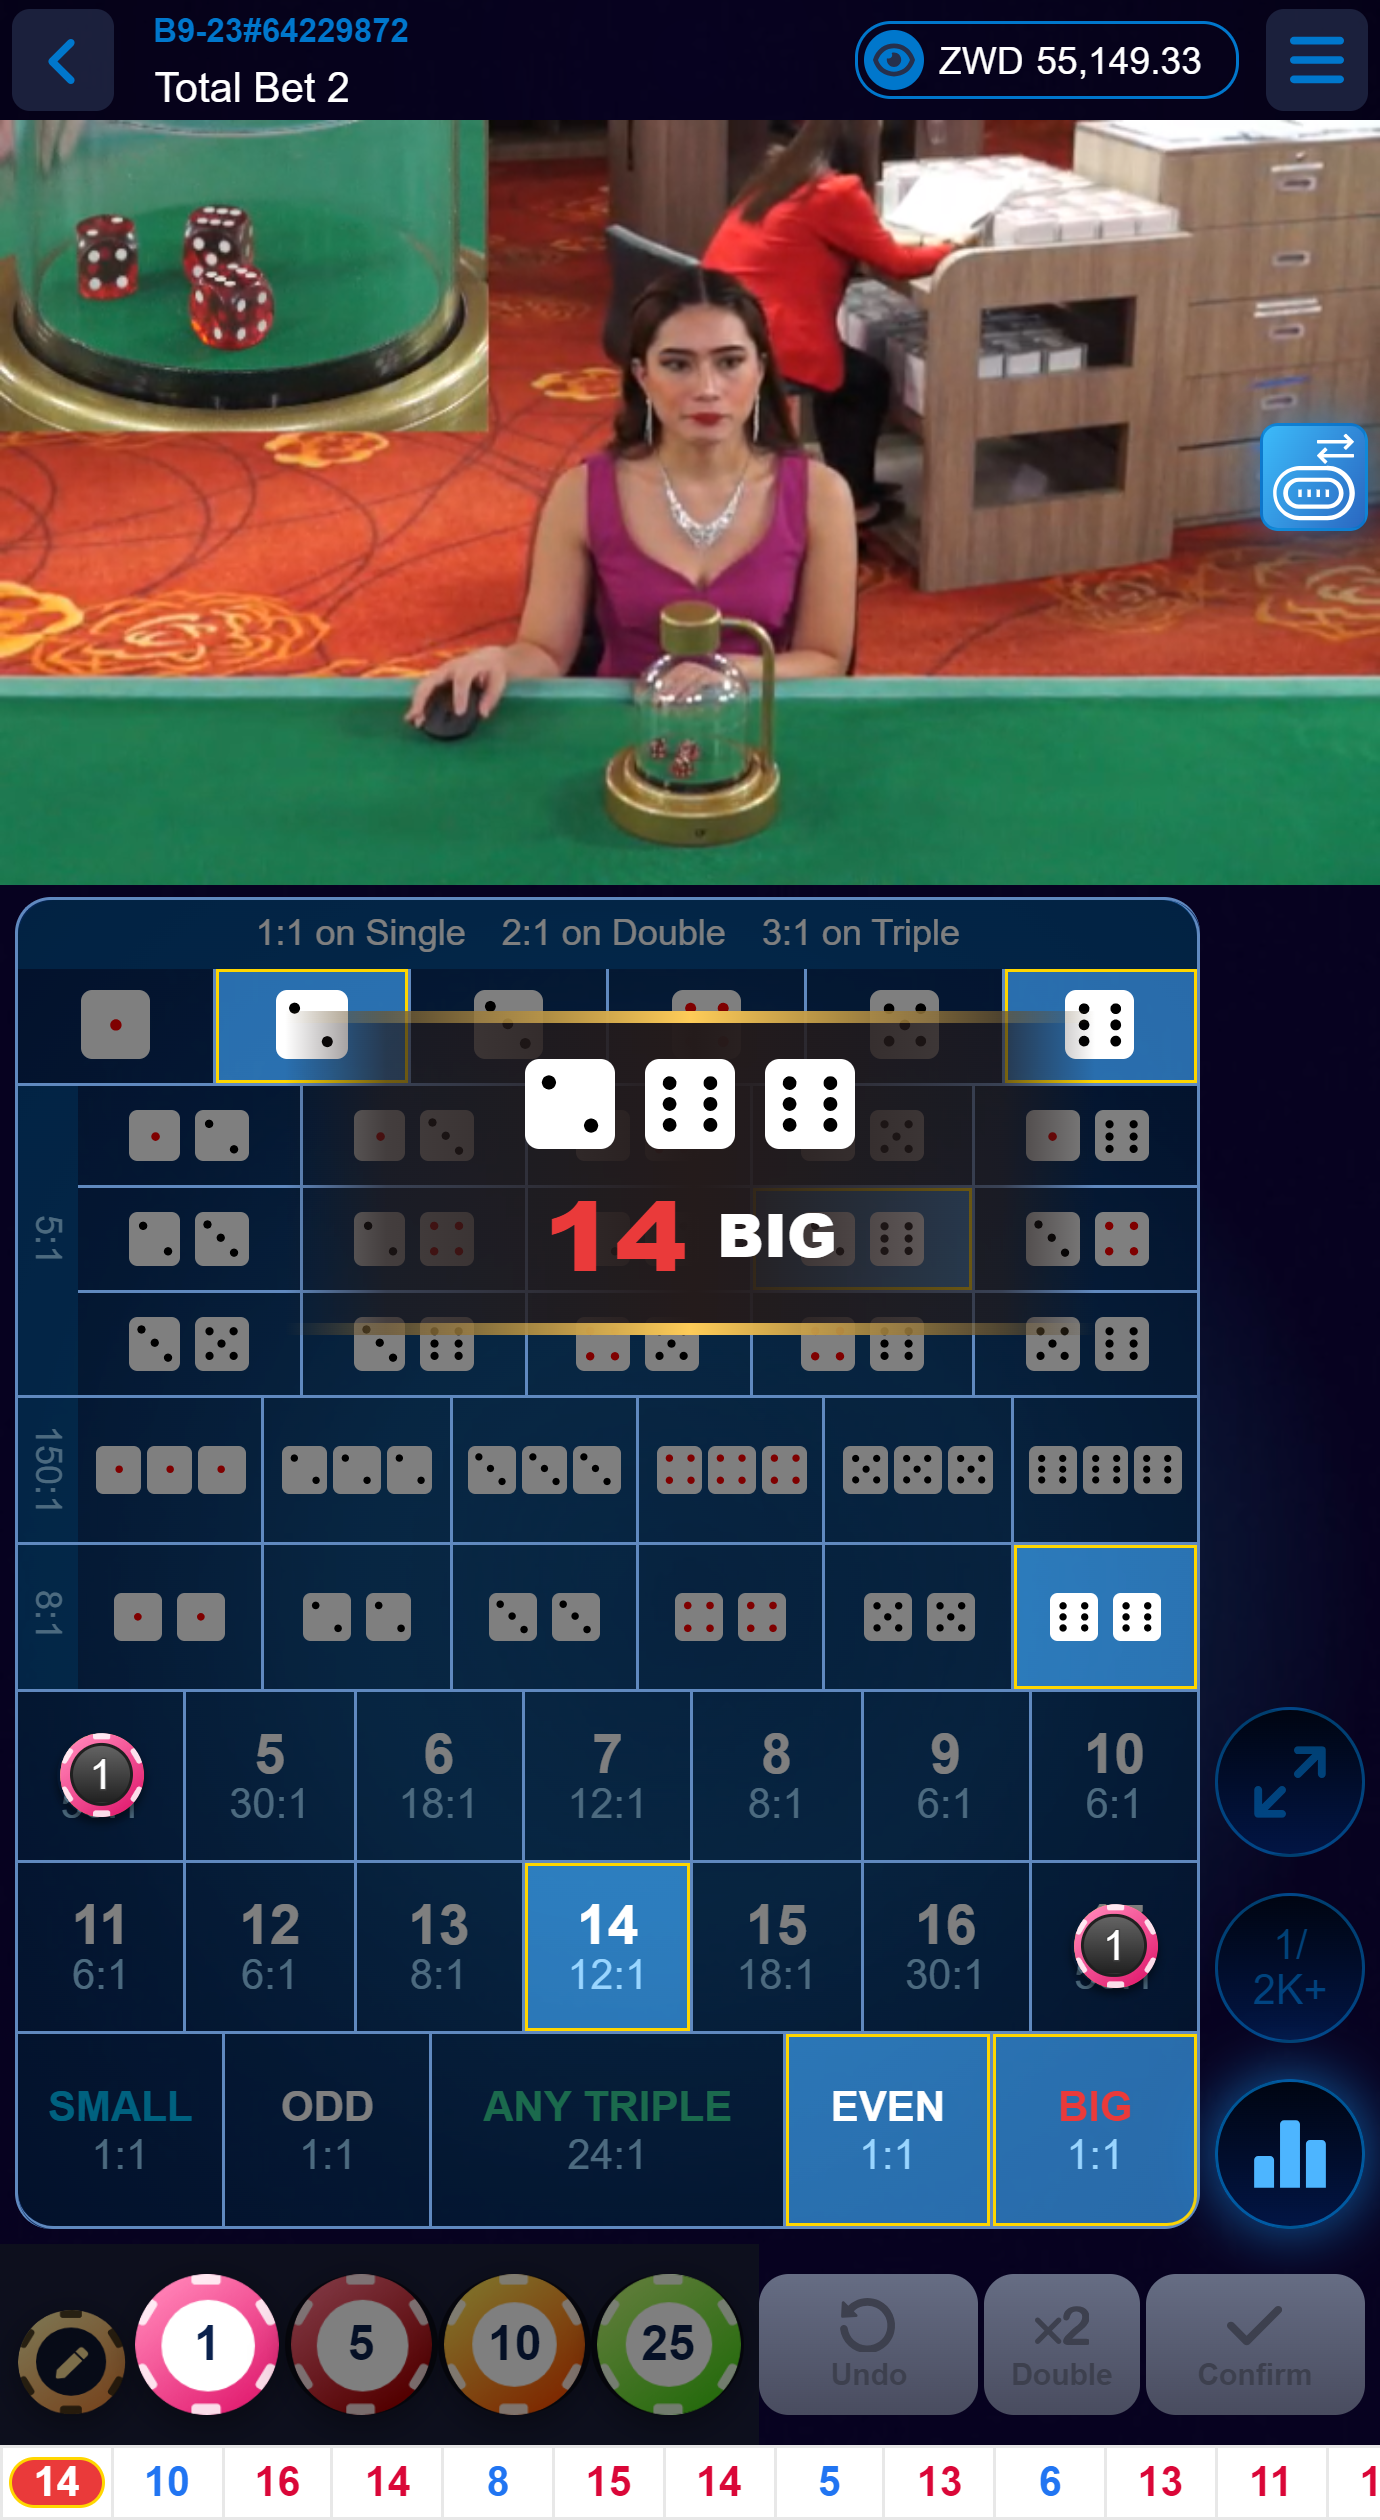 B9-23#64229872
Total Bet 2
ZWD 55,149.33
1:1 on Single 2:1 on Double 3:1 on Triple
14 BIG
5:1
150:1
8:1
1
5 6 7 8 9 10
30:1 18:1 12:1 8:1 6:1 6:1
11 12 13 14 15 16
1
6:1 6:1 8:1 12:1 18:1 30:1
1/
2K+
SMALL ODD ANY TRIPLE EVEN BIG
1:1 1:1 24:1 1:1 1:1
1 5 10 25
x2
Undo Double Confirm
14 10 16 14 8 15 14 5 13 6 13 11